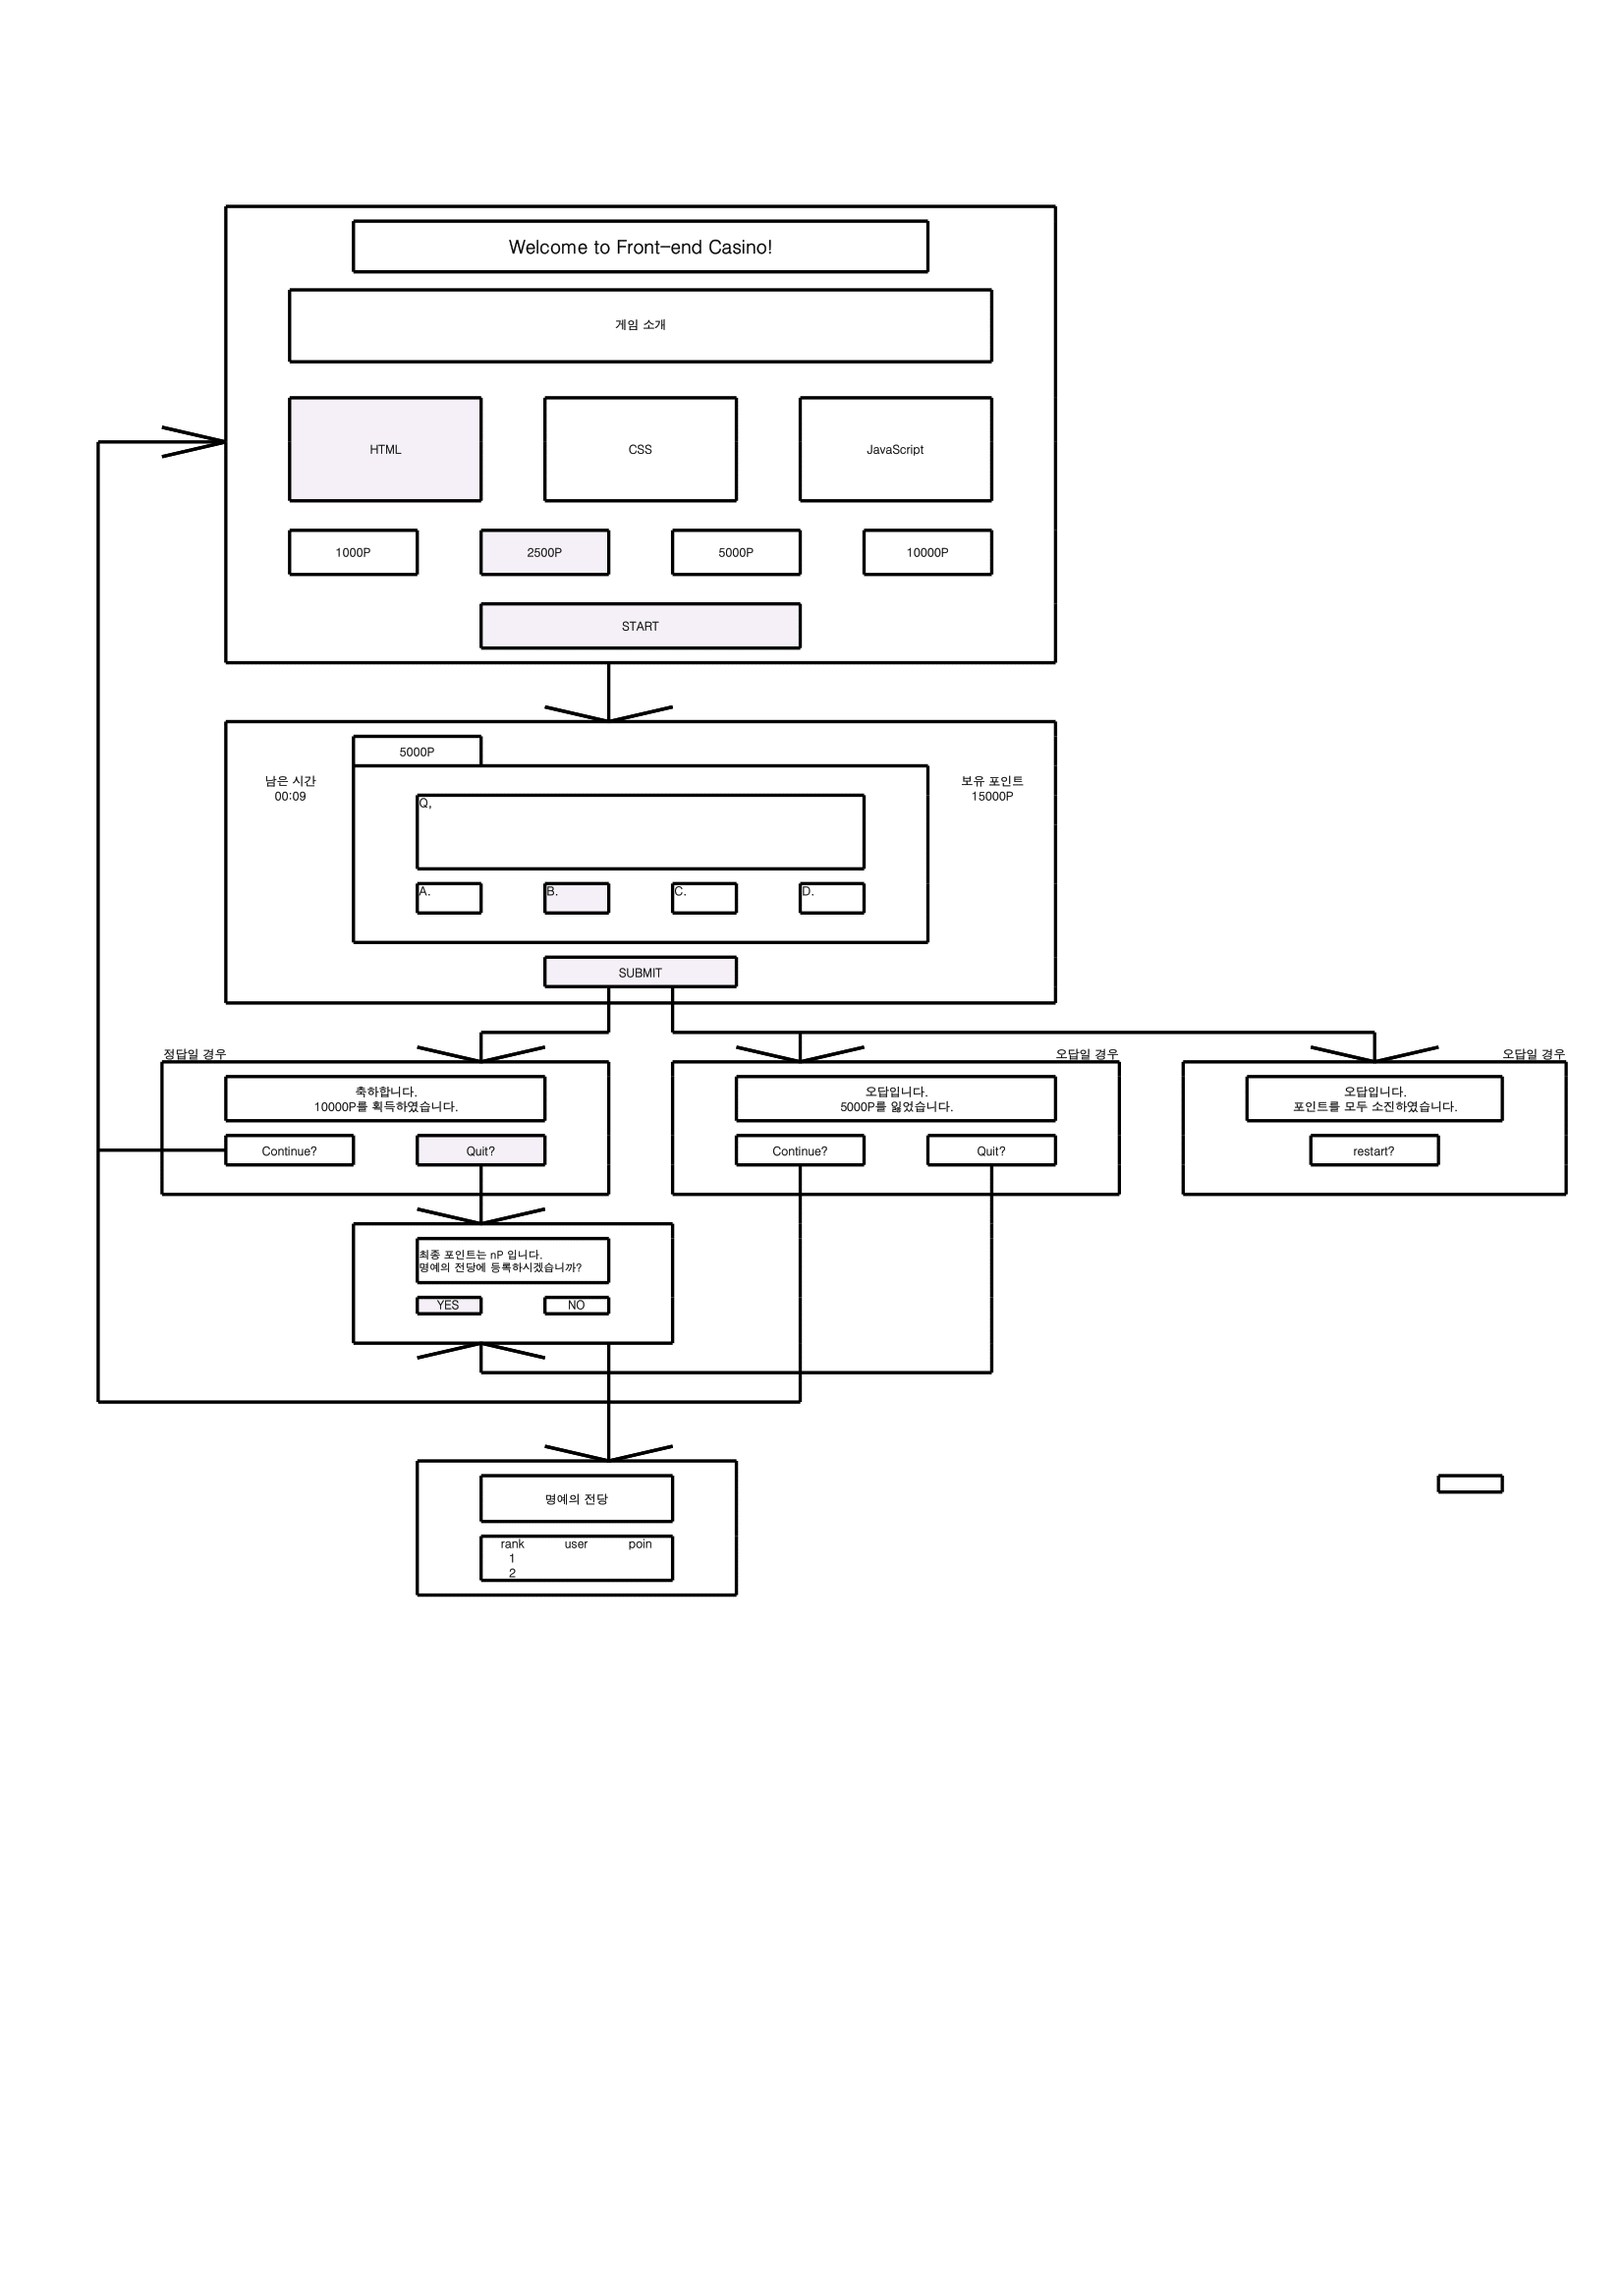 Welcome to Front-end Casino!
게임 소개
HTML
CSS
JavaScript
1000P
2500P
5000P
10000P
START
5000P
남은 시간
00:09
보유 포인트
15000P
Q,
A.
B.
C.
D.
SUBMIT
정답일 경우
축하합니다.
10000P를 획득하였습니다.
Continue?
Quit?
오답일 경우
오답입니다.
5000P를 잃었습니다.
Continue?
Quit?
오답일 경우
오답입니다.
포인트를 모두 소진하였습니다.
restart?
최종 포인트는 nP 입니다.
명예의 전당에 등록하시겠습니까?
YES
NO
명예의 전당
rank user poin
1
2